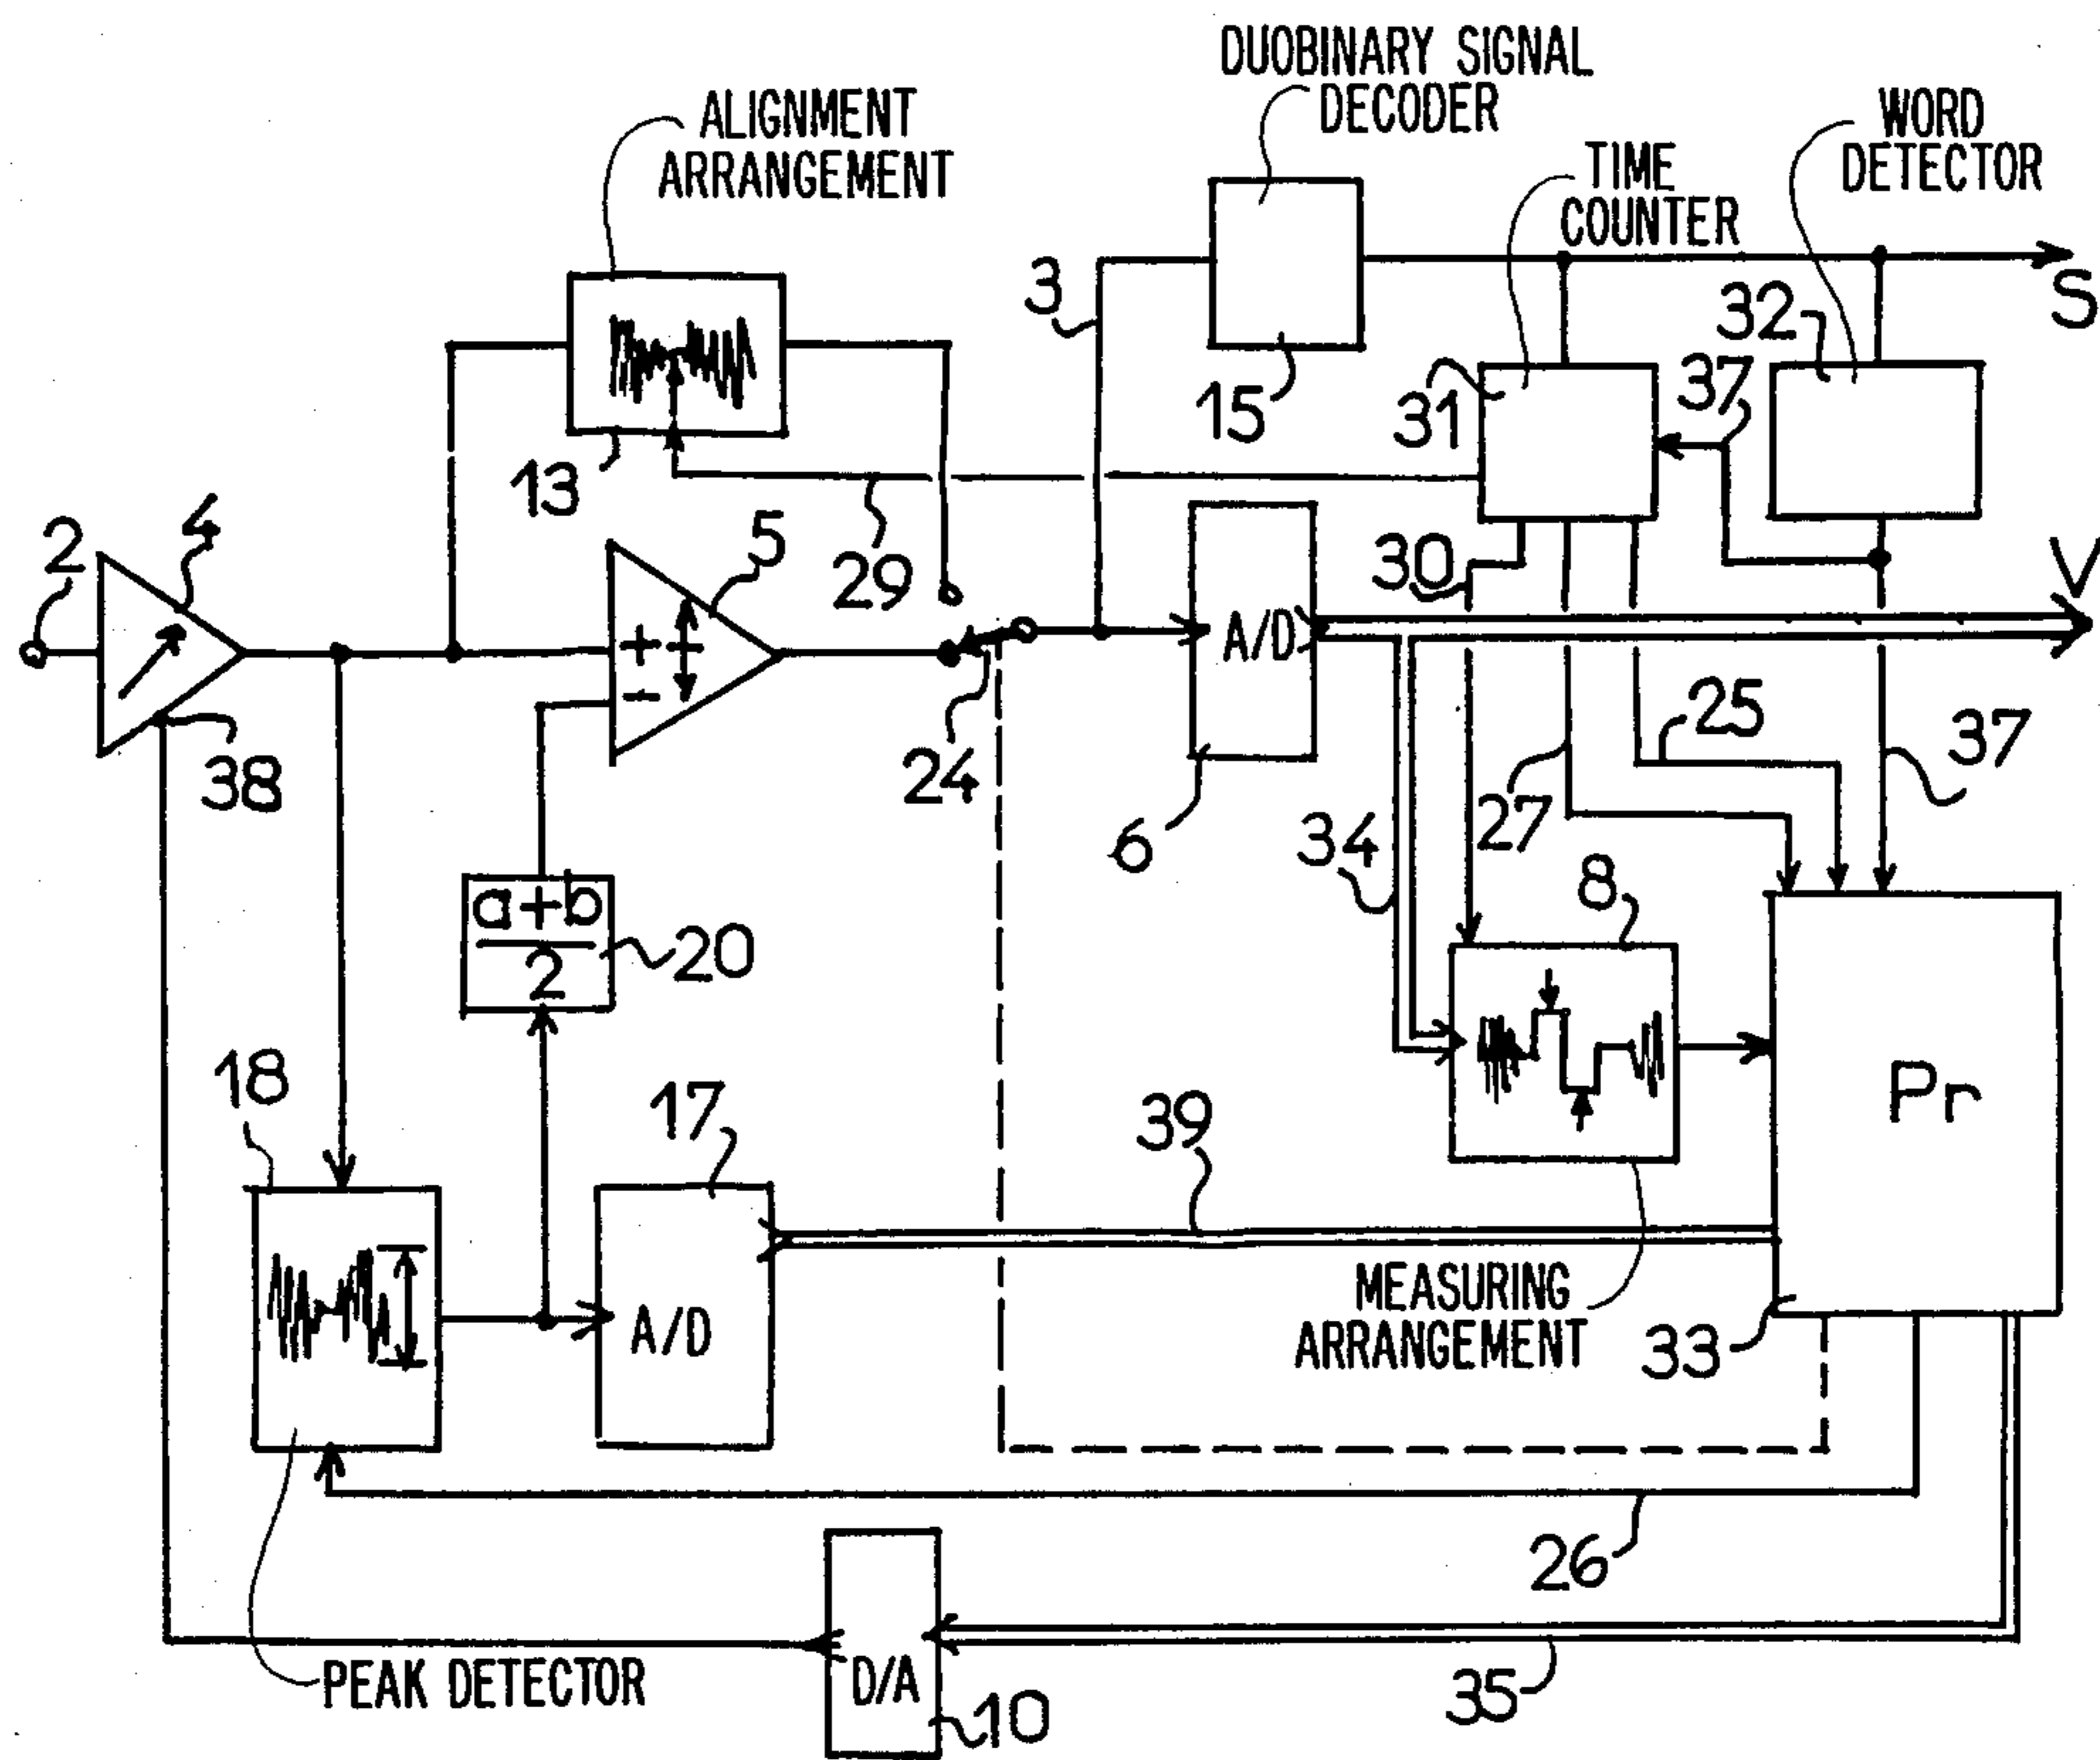 DUOBINARY SIGNAL
DECODER
ALIGNMENT
ARRANGEMENT
WORD
DETECTOR
TIME
COUNTER
S
3
32
15
31
37
13
4
2
5
29
30
V
+
+
-
A/D
24
38
25
37
27
6
34
8
a+b
2
20
18
17
39
Pr
A/D
MEASURING
ARRANGEMENT
33
26
PEAK DETECTOR
D/A
10
35